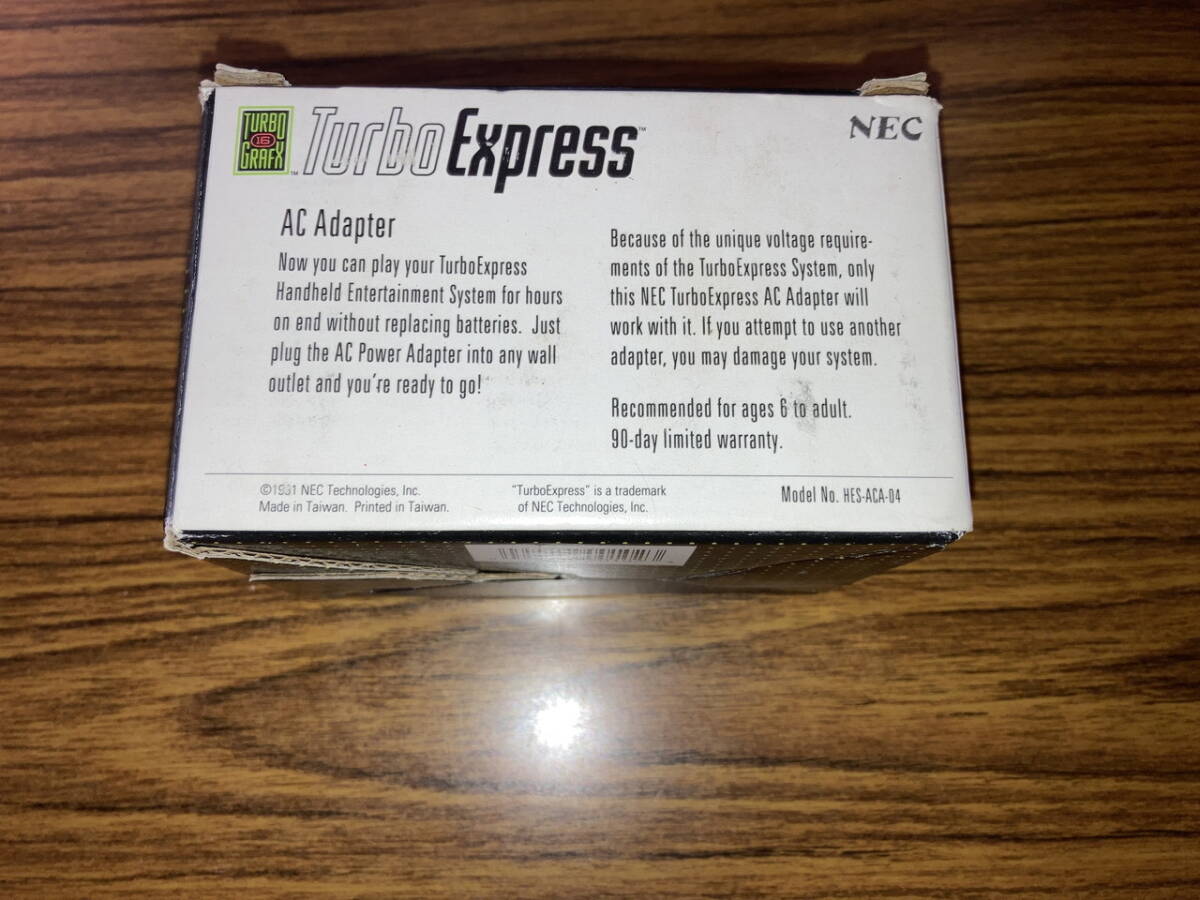 TURBO
16
GRAFX
™
TurboExpress™
NEC
AC Adapter
Now you can play your TurboExpress
Handheld Entertainment System for hours
on end without replacing batteries. Just
plug the AC Power Adapter into any wall
outlet and you're ready to go!
Because of the unique voltage require-
ments of the TurboExpress System, only
this NEC TurboExpress AC Adapter will
work with it. If you attempt to use another
adapter, you may damage your system.
Recommended for ages 6 to adult.
90-day limited warranty.
©1991 NEC Technologies, Inc.
Made in Taiwan. Printed in Taiwan.
"TurboExpress" is a trademark
of NEC Technologies, Inc.
Model No. HES-ACA-04